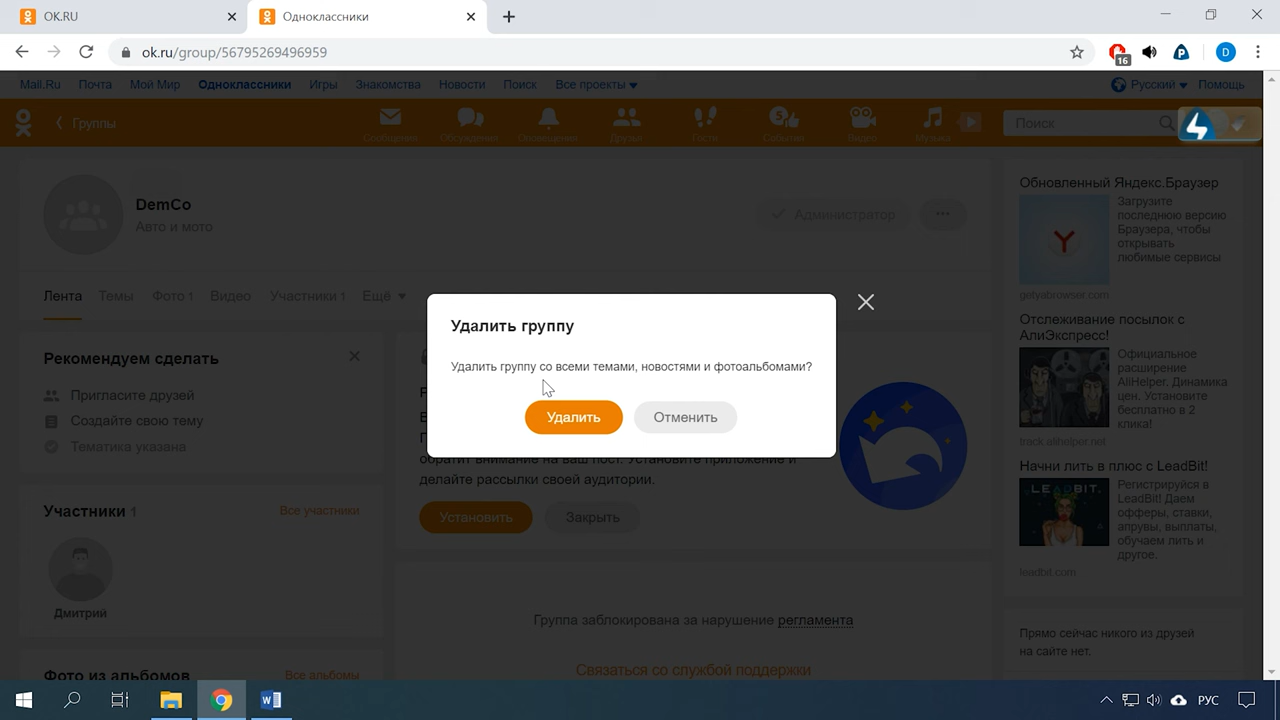 OK.RU
Одноклассники
ok.ru/group/56795269496959
16
D
Mail.Ru Почта Мой Мир Одноклассники Игры Знакомства Новости Поиск Все проекты Русский Помощь
Группы
Сообщения Обсуждения Оповещения Друзья Гости События Видео Музыка
5
Поиск
DemCo
Авто и мото
Администратор
Лента Темы Фото 1 Видео Участники 1 Ещё
Удалить группу
Удалить группу со всеми темами, новостями и фотоальбомами?
Удалить Отменить
Рекомендуем сделать
Пригласите друзей
Создайте свою тему
Тематика указана
обратит внимание на ваш пост. Установите приложение и
делайте рассылки своей аудитории.
Установить Закрыть
Участники 1 Все участники
Дмитрий
Фото из альбомов Все альбомы
Группа заблокирована за нарушение регламента
Связаться со службой поддержки
Обновленный Яндекс.Браузер
Загрузите
последнюю версию
Браузера, чтобы
открывать
любимые сервисы
getyabrowser.com
Отслеживание посылок с
АлиЭкспресс!
Официальное
расширение
AliHelper. Динамика
цен. Установите
бесплатно в 2
клика!
track.alihelper.net
Начни лить в плюс с LeadBit!
LEADBIT
Регистрируйся в
LeadBit! Даем
офферы, ставки,
апрувы, выплаты,
обучаем лить и
другое.
leadbit.com
Прямо сейчас никого из друзей
на сайте нет.
РУС